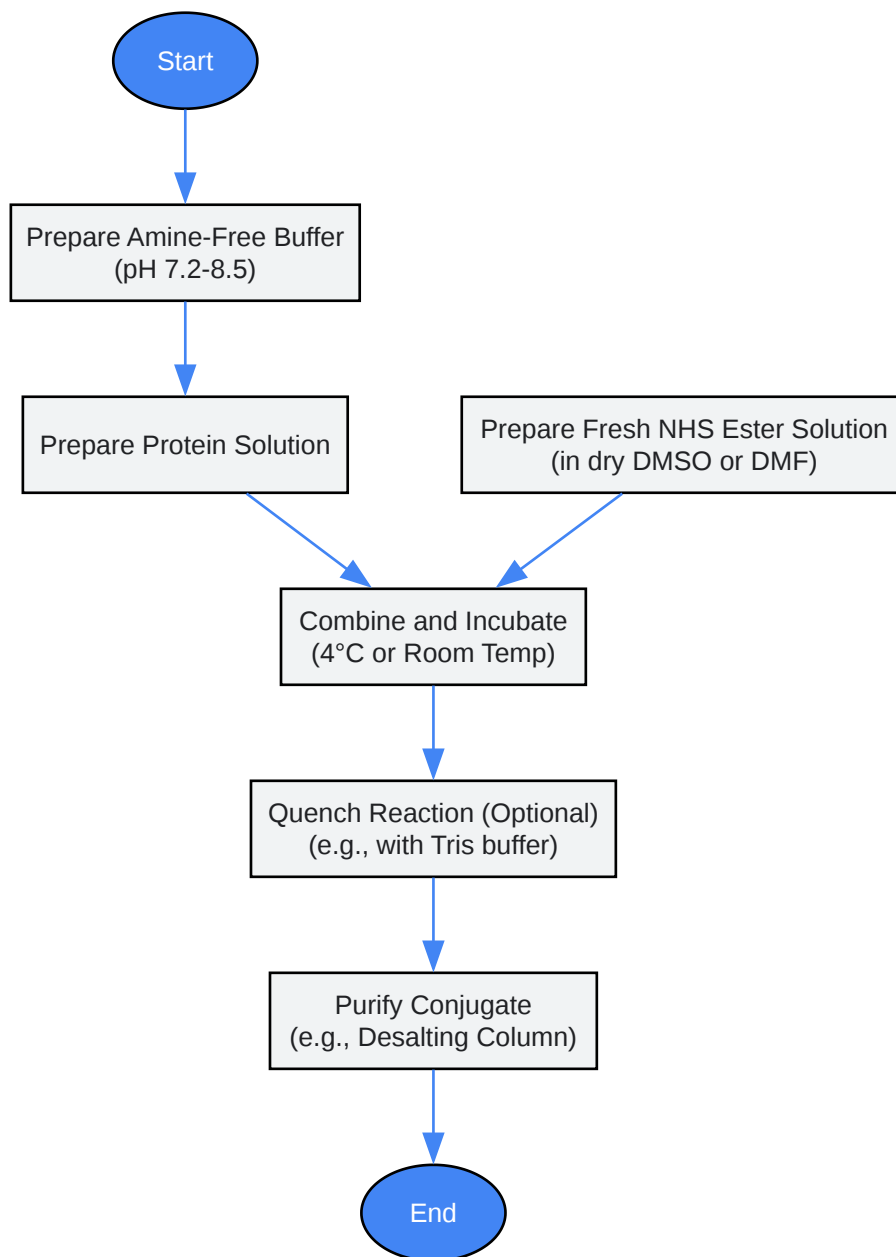 Start
Prepare Amine-Free Buffer
(pH 7.2-8.5)
Prepare Protein Solution
Prepare Fresh NHS Ester Solution
(in dry DMSO or DMF)
Combine and Incubate
(4°C or Room Temp)
Quench Reaction (Optional)
(e.g., with Tris buffer)
Purify Conjugate
(e.g., Desalting Column)
End